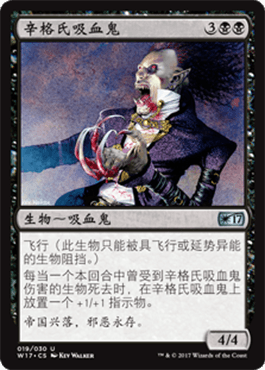 辛格氏吸血鬼 3
生物～吸血鬼 17
飞行（此生物只能被具飞行或延势异能
的生物阻挡。）
每当一个本回合中曾受到辛格氏吸血鬼
伤害的生物死去时，在辛格氏吸血鬼上
放置一个+1/+1指示物。
帝国兴落，邪恶永存。
4/4
019/030 U
W17•CS KEV WALKER
™ & © 2017 Wizards of the Coast